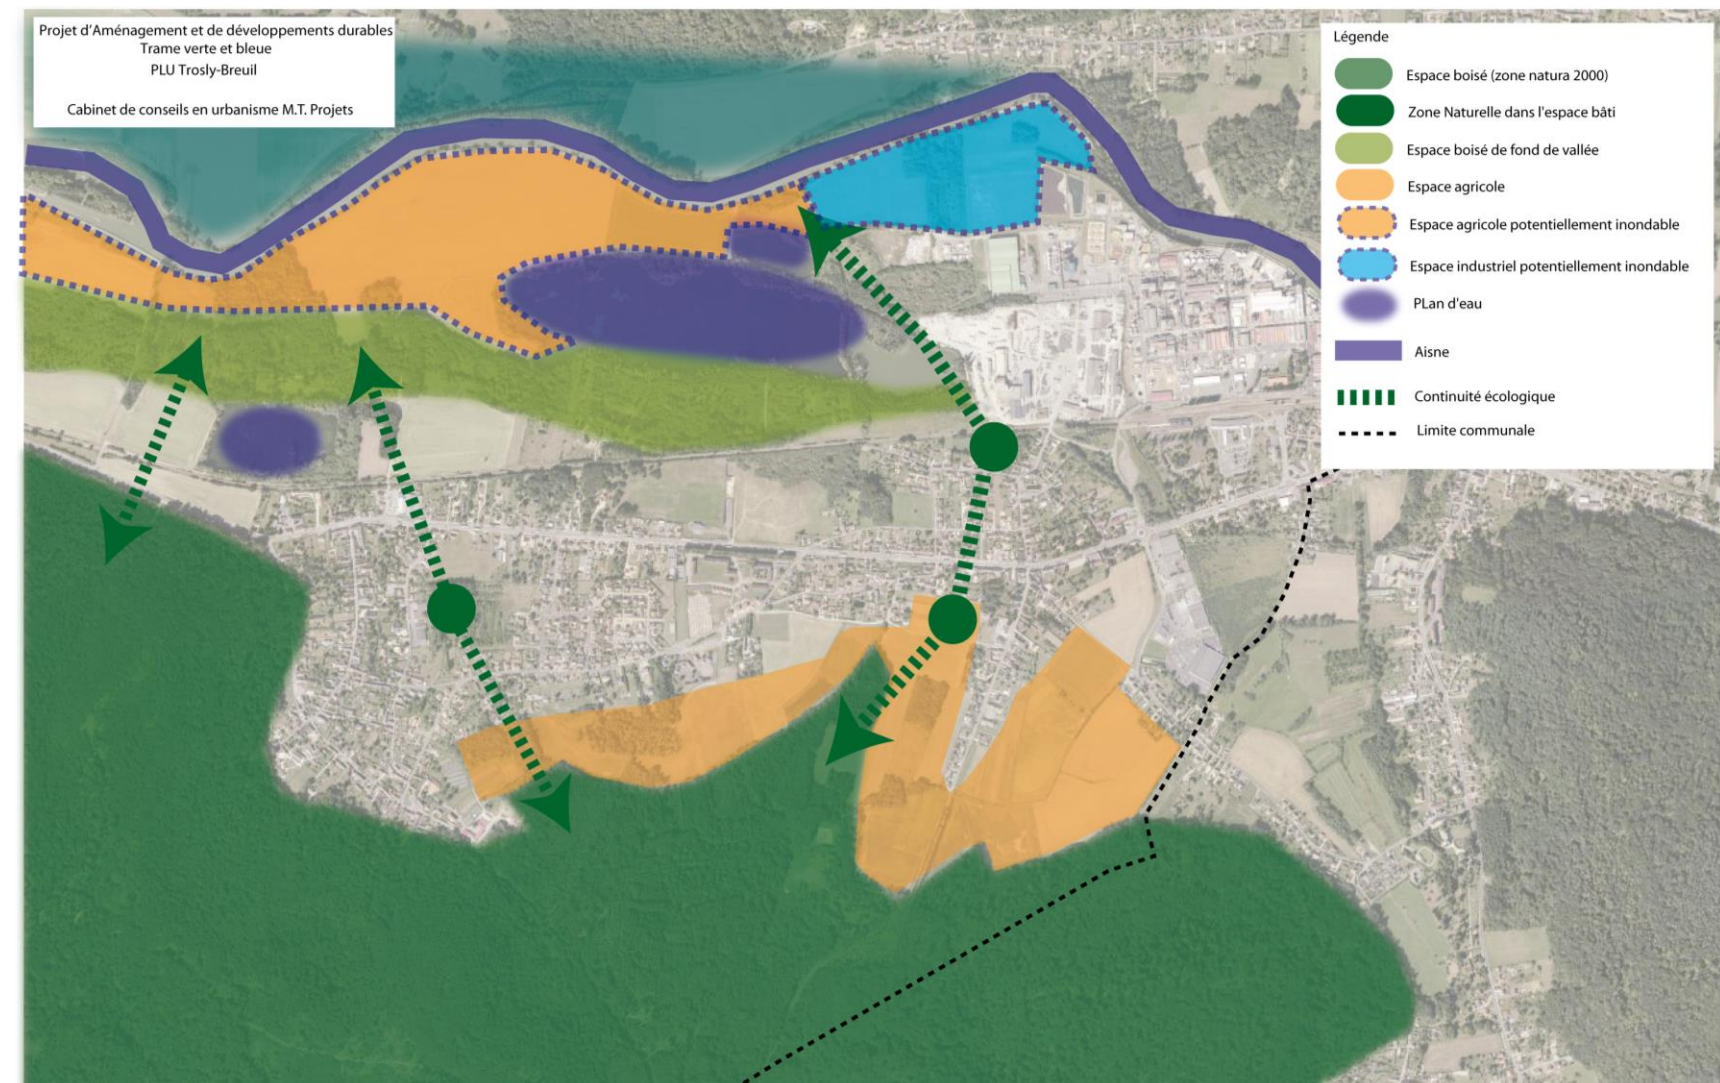 Projet d'Aménagement et de développements durables
Trame verte et bleue
PLU Trosly-Breuil
Cabinet de conseils en urbanisme M.T. Projets
Légende
Espace boisé (zone natura 2000)
Zone Naturelle dans l'espace bâti
Espace boisé de fond de vallée
Espace agricole
Espace agricole potentiellement inondable
Espace industriel potentiellement inondable
PLan d'eau
Aisne
Continuité écologique
Limite communale